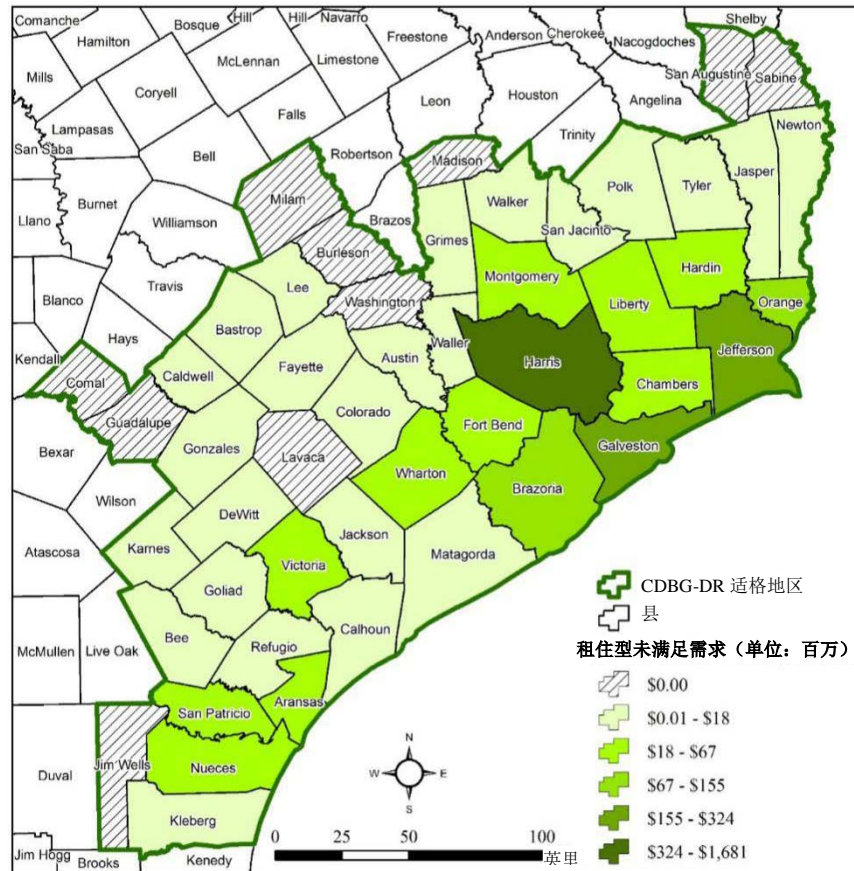 Comanche
Bosque
Hill
Hill
Navarro
Freestone
Anderson
Cherokee
Nacogdoches
Shelby
Hamilton
McLennan
Limestone
San Augustine
Sabine
Mills
Coryell
Leon
Houston
Angelina
Falls
Newton
Lampasas
Trinity
San Saba
Bell
Robertson
Madison
Polk
Tyler
Jasper
Burnet
Milam
Walker
Llano
Williamson
Brazos
San Jacinto
Grimes
Burleson
Travis
Lee
Montgomery
Hardin
Blanco
Washington
Liberty
Orange
Bastrop
Hays
Waller
Jefferson
Kendall
Austin
Harris
Caldwell
Fayette
Comal
Chambers
Colorado
Guadalupe
Fort Bend
Galveston
Bexar
Gonzales
Lavaca
Wharton
Brazoria
Wilson
DeWitt
Jackson
Atascosa
Karnes
Matagorda
Victoria
Goliad
Calhoun
McMullen
Live Oak
Bee
Refugio
Aransas
San Patricio
Duval
Jim Wells
Nueces
Kleberg
Jim Hogg
Brooks
Kenedy
N
W
E
S
0 25 50 100
英里
CDBG-DR 适格地区
县
租住型未满足需求（单位：百万）
$0.00
$0.01 - $18
$18 - $67
$67 - $155
$155 - $324
$324 - $1,681